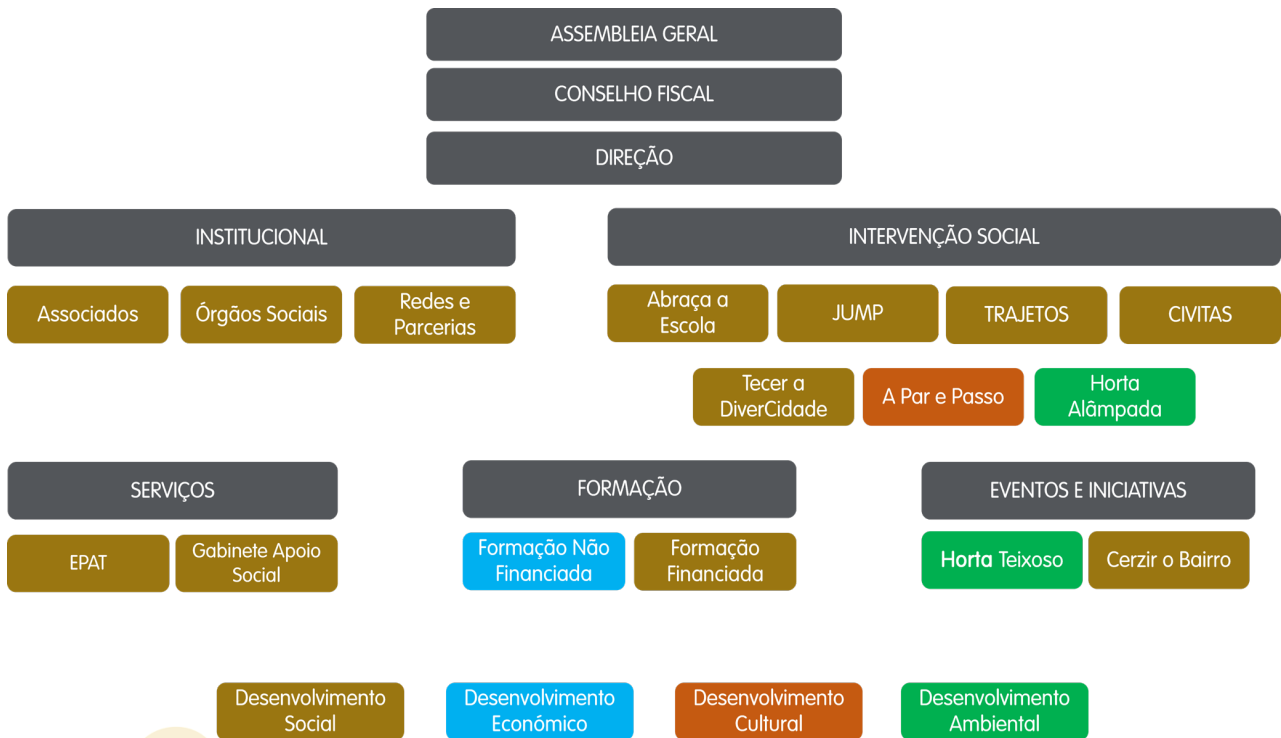 ASSEMBLEIA GERAL
CONSELHO FISCAL
DIREÇÃO
INSTITUCIONAL
Associados
Órgãos Sociais
Redes e
Parcerias
INTERVENÇÃO SOCIAL
Abraça a
Escola
JUMP
TRAJETOS
CIVITAS
Tecer a
DiverCidade
A Par e Passo
Horta
Alâmpada
SERVIÇOS
EPAT
Gabinete Apoio
Social
FORMAÇÃO
Formação Não
Financiada
Formação
Financiada
EVENTOS E INICIATIVAS
Horta Teixoso
Cerzir o Bairro
Desenvolvimento
Social
Desenvolvimento
Económico
Desenvolvimento
Cultural
Desenvolvimento
Ambiental